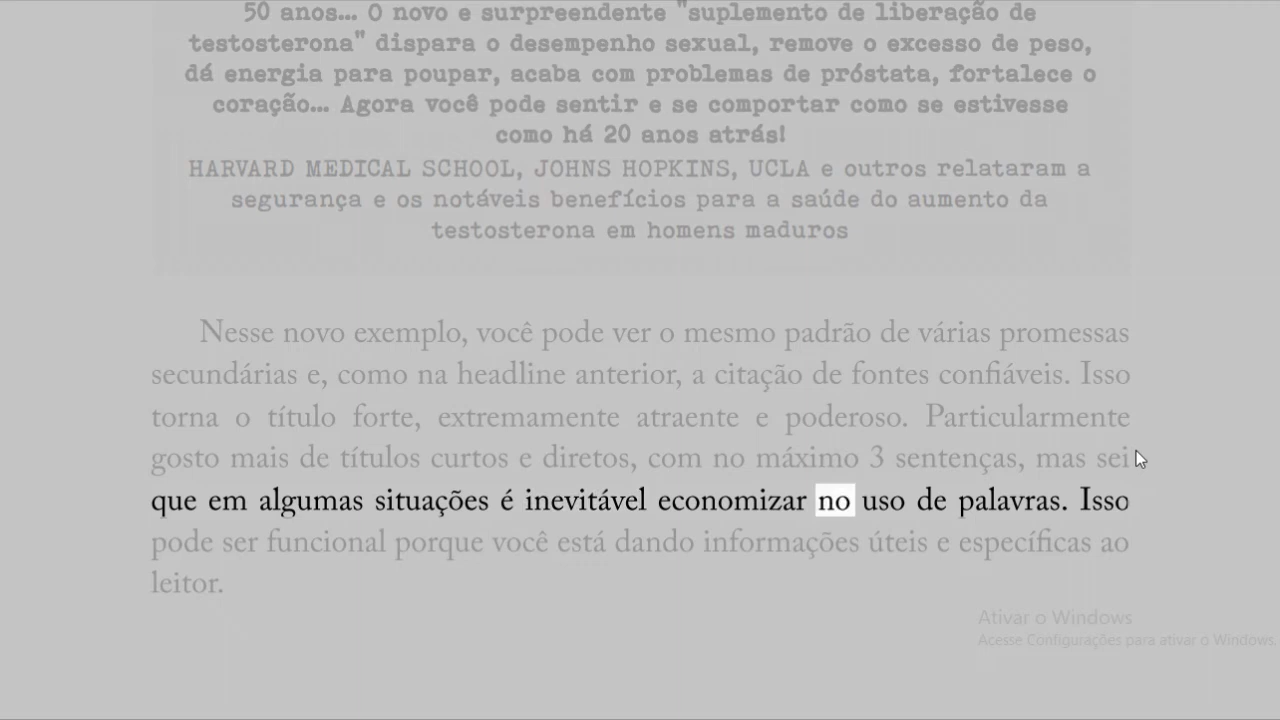 50 anos... O novo e surpreendente "suplemento de liberação de
testosterona" dispara o desempenho sexual, remove o excesso de peso,
dá energia para poupar, acaba com problemas de próstata, fortalece o
coração... Agora você pode sentir e se comportar como se estivesse
como há 20 anos atrás!
HARVARD MEDICAL SCHOOL, JOHNS HOPKINS, UCLA e outros relataram a
segurança e os notáveis benefícios para a saúde do aumento da
testosterona em homens maduros
Nesse novo exemplo, você pode ver o mesmo padrão de várias promessas
secundárias e, como na headline anterior, a citação de fontes confiáveis. Isso
torna o título forte, extremamente atraente e poderoso. Particularmente
gosto mais de títulos curtos e diretos, com no máximo 3 sentenças, mas sei
que em algumas situações é inevitável economizar no uso de palavras. Isso
pode ser funcional porque você está dando informações úteis e específicas ao
leitor.
Ativar o Windows
Acesse Configurações para ativar o Windows.